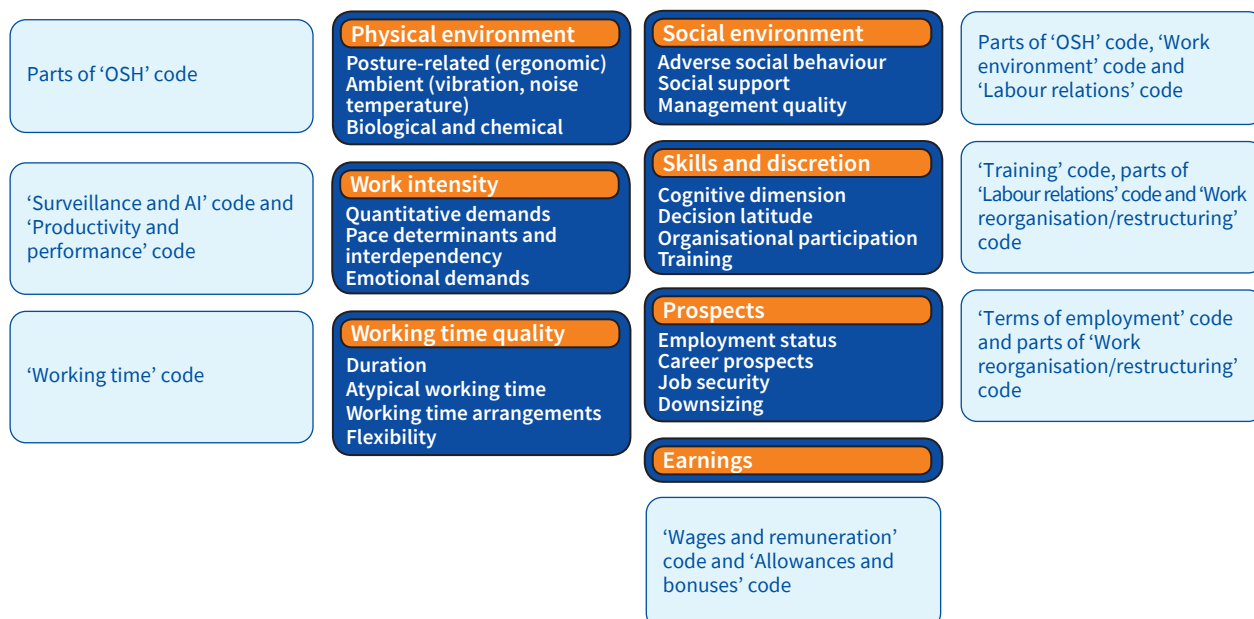 Parts of ‘OSH’ code
Physical environment
Posture-related (ergonomic)
Ambient (vibration, noise
temperature)
Biological and chemical
Social environment
Adverse social behaviour
Social support
Management quality
Parts of ‘OSH’ code, ‘Work
environment’ code and
‘Labour relations’ code
‘Surveillance and AI’ code and
‘Productivity and
performance’ code
Work intensity
Quantitative demands
Pace determinants and
interdependency
Emotional demands
Skills and discretion
Cognitive dimension
Decision latitude
Organisational participation
Training
‘Training’ code, parts of
‘Labour relations’ code and ‘Work
reorganisation/restructuring’
code
‘Working time’ code
Working time quality
Duration
Atypical working time
Working time arrangements
Flexibility
Prospects
Employment status
Career prospects
Job security
Downsizing
‘Terms of employment’ code
and parts of ‘Work
reorganisation/restructuring’
code
Earnings
‘Wages and remuneration’
code and ‘Allowances and
bonuses’ code